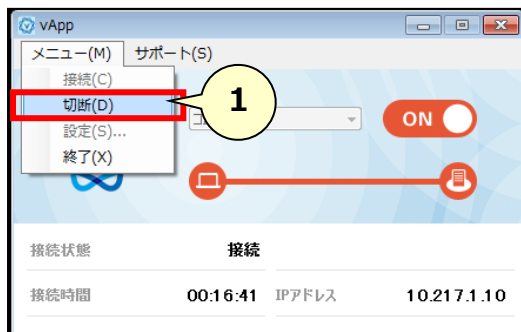 vApp
メニュー(M) サポート(S)
接続(C)
切断(D)
設定(S)...
終了(X)
1
ON
接続状態 接続
接続時間 00:16:41 IPアドレス 10.217.1.10